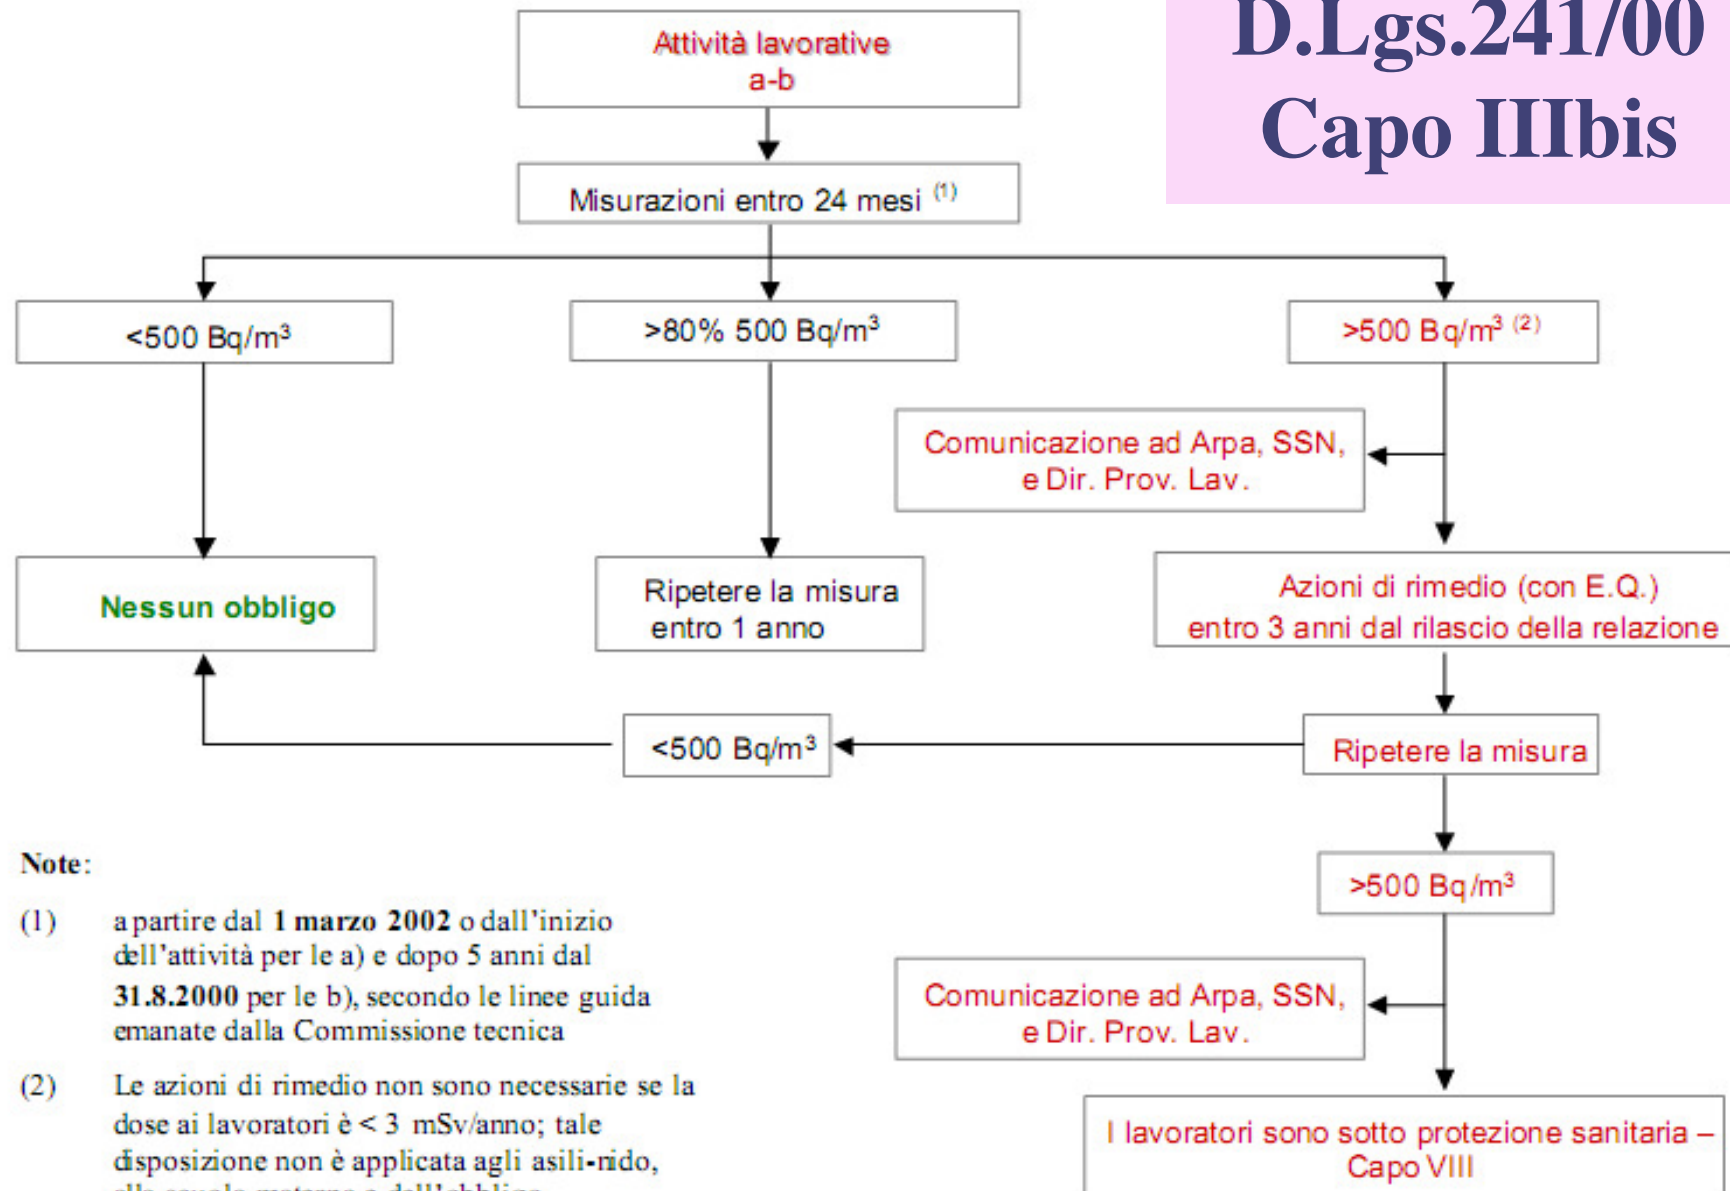 D.Lgs.241/00
Capo IIIbis
Attività lavorative
a-b
Misurazioni entro 24 mesi (1)
<500 Bq/m³
>80% 500 Bq/m³
>500 Bq/m³ (2)
Comunicazione ad Arpa, SSN,
e Dir. Prov. Lav.
Nessun obbligo
Ripetere la misura
entro 1 anno
Azioni di rimedio (con E.Q.)
entro 3 anni dal rilascio della relazione
<500 Bq/m³
Ripetere la misura
>500 Bq/m³
Comunicazione ad Arpa, SSN,
e Dir. Prov. Lav.
I lavoratori sono sotto protezione sanitaria –
Capo VIII
Note:
(1) a partire dal 1 marzo 2002 o dall'inizio
dell'attività per le a) e dopo 5 anni dal
31.8.2000 per le b), secondo le linee guida
emanate dalla Commissione tecnica
(2) Le azioni di rimedio non sono necessarie se la
dose ai lavoratori è < 3 mSv/anno; tale
disposizione non è applicata agli asili-nido,
alle scuole materne o dell'obbligo